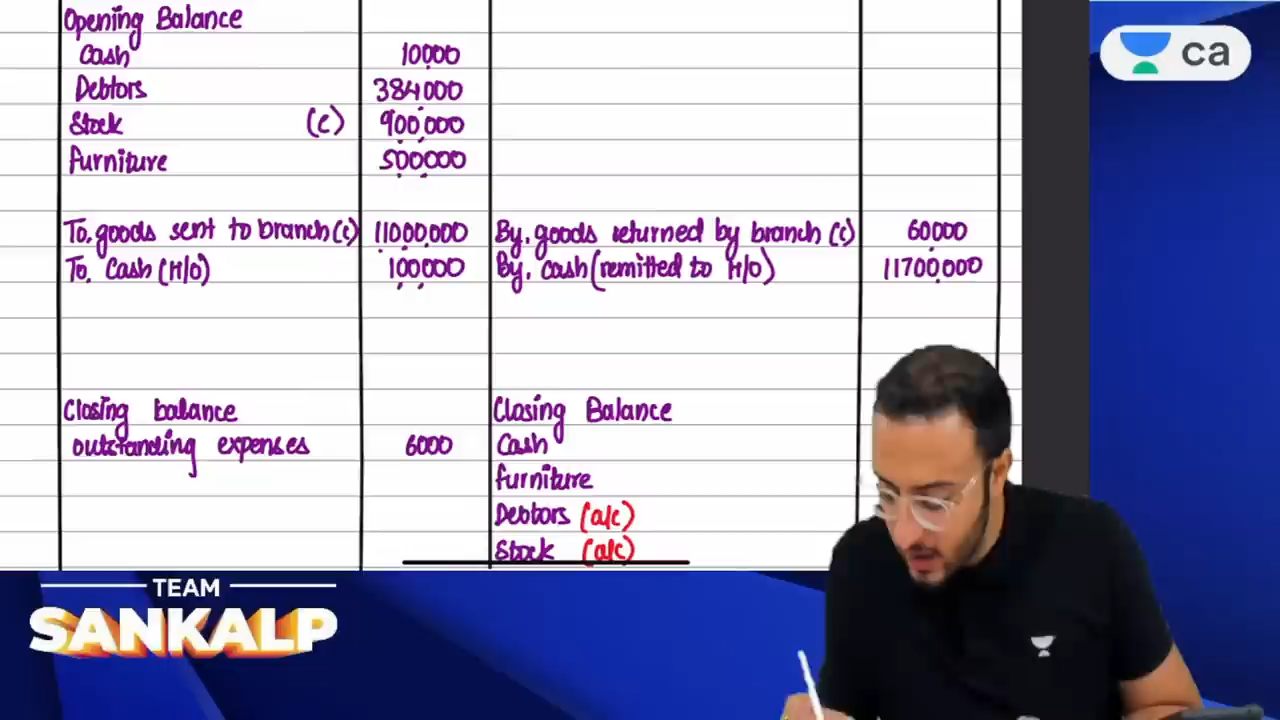 Opening Balance
Cash 10000
Debtors 384000
Stock (C) 900000
furniture 500000
To, goods sent to branch (c) 11000000 By, goods returned by branch (c) 60000
To, Cash (H/O) 100000 By, cash (remitted to H/O) 11700000
Closing balance Closing Balance
outstanding expenses 6000 Cash
furniture
Debtors (a/c)
Stock (a/c)
ca
TEAM
SANKALP